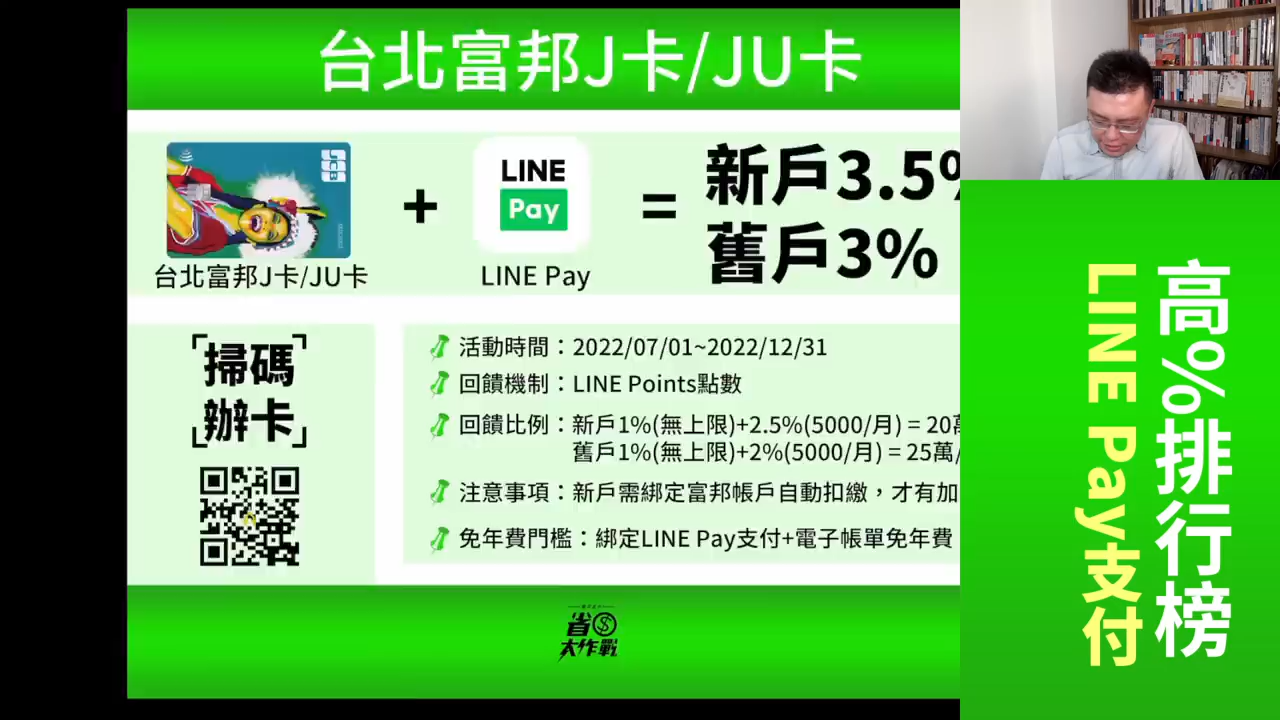 台北富邦J卡/JU卡
JCB
台北富邦J卡/JU卡
+
LINE
Pay
LINE Pay
=
新戶3.5%
舊戶3%
掃碼
辦卡
活動時間：2022/07/01~2022/12/31
回饋機制：LINE Points點數
回饋比例：新戶1%(無上限)+2.5%(5000/月) = 20萬
舊戶1%(無上限)+2%(5000/月) = 25萬/
注意事項：新戶需綁定富邦帳戶自動扣繳，才有加
免年費門檻：綁定LINE Pay支付+電子帳單免年費
省$
大作戰
高%排行榜
LINE Pay支付